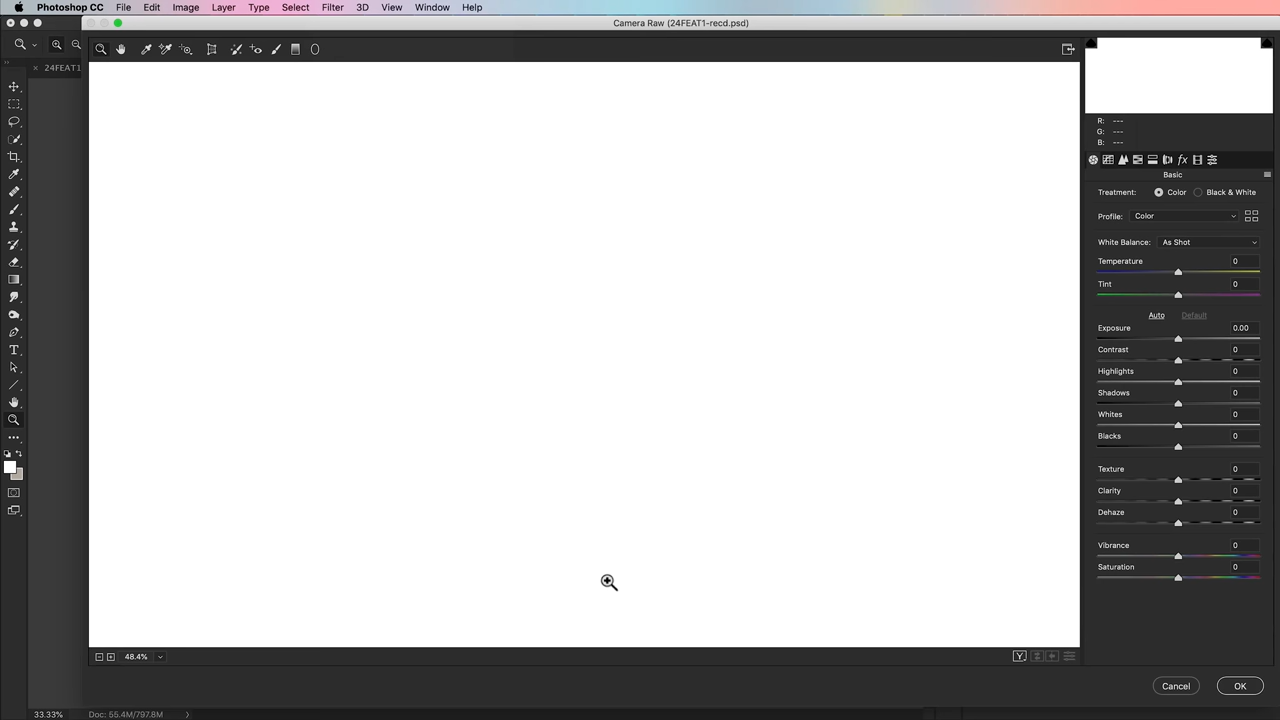 Photoshop CC File Edit Image Layer Type Select Filter 3D View Window Help
Camera Raw (24FEAT1-recd.psd)
× 24FEAT1
R: ---
G: ---
B: ---
fx
Basic
Treatment: Color Black & White
Profile: Color
White Balance: As Shot
Temperature 0
Tint 0
Auto Default
Exposure 0.00
Contrast 0
Highlights 0
Shadows 0
Whites 0
Blacks 0
Texture 0
Clarity 0
Dehaze 0
Vibrance 0
Saturation 0
48.4% Y
Cancel OK
33.33% Doc: 55.4M/797.8M